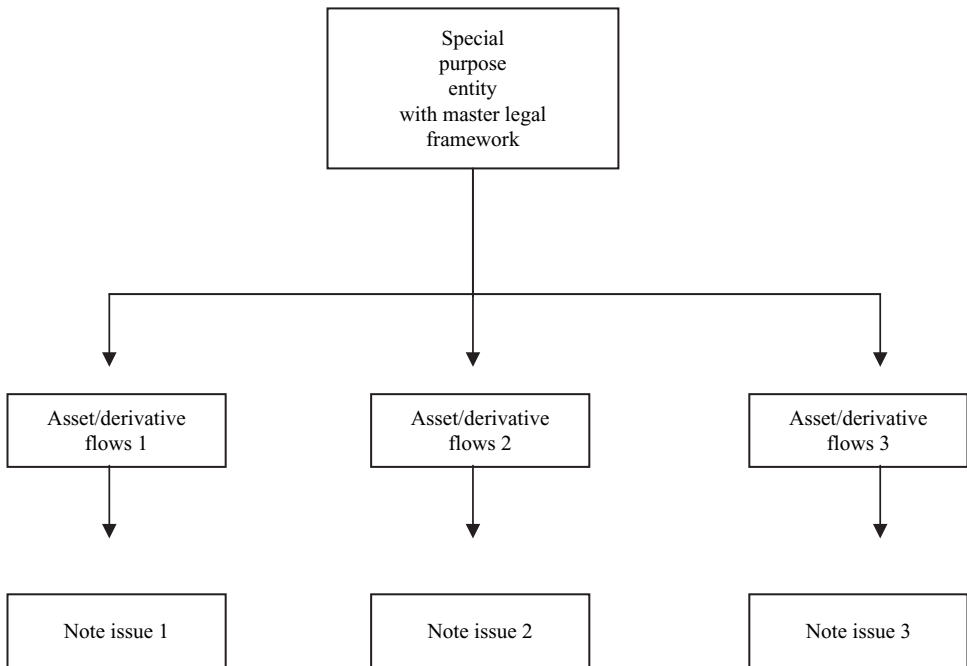 Special
purpose
entity
with master legal
framework
Asset/derivative
flows 1
Asset/derivative
flows 2
Asset/derivative
flows 3
Note issue 1
Note issue 2
Note issue 3